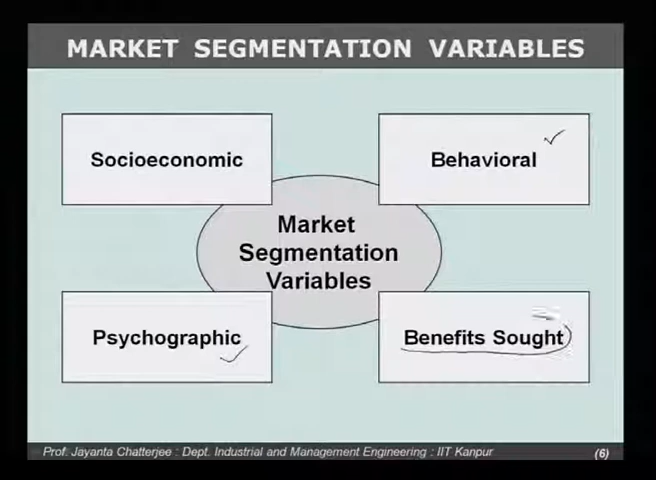 MARKET SEGMENTATION VARIABLES
Socioeconomic
Behavioral
Market
Segmentation
Variables
Psychographic
Benefits Sought
Prof. Jayanta Chatterjee : Dept. Industrial and Management Engineering : IIT Kanpur
(6)